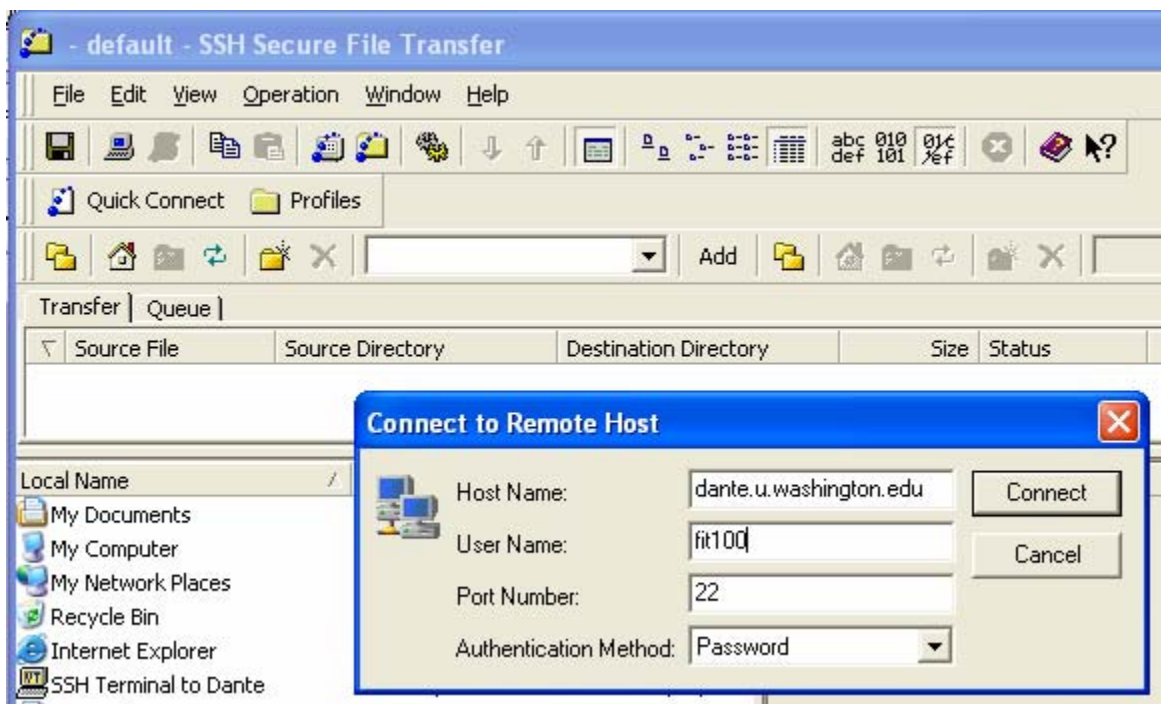 - default - SSH Secure File Transfer
File Edit View Operation Window Help
abc def 010 101
Quick Connect Profiles
Add
Transfer Queue
Source File Source Directory Destination Directory Size Status
Connect to Remote Host
Host Name: dante.u.washington.edu Connect
User Name: fit100 Cancel
Port Number: 22
Authentication Method: Password
Local Name
My Documents
My Computer
My Network Places
Recycle Bin
Internet Explorer
SSH Terminal to Dante